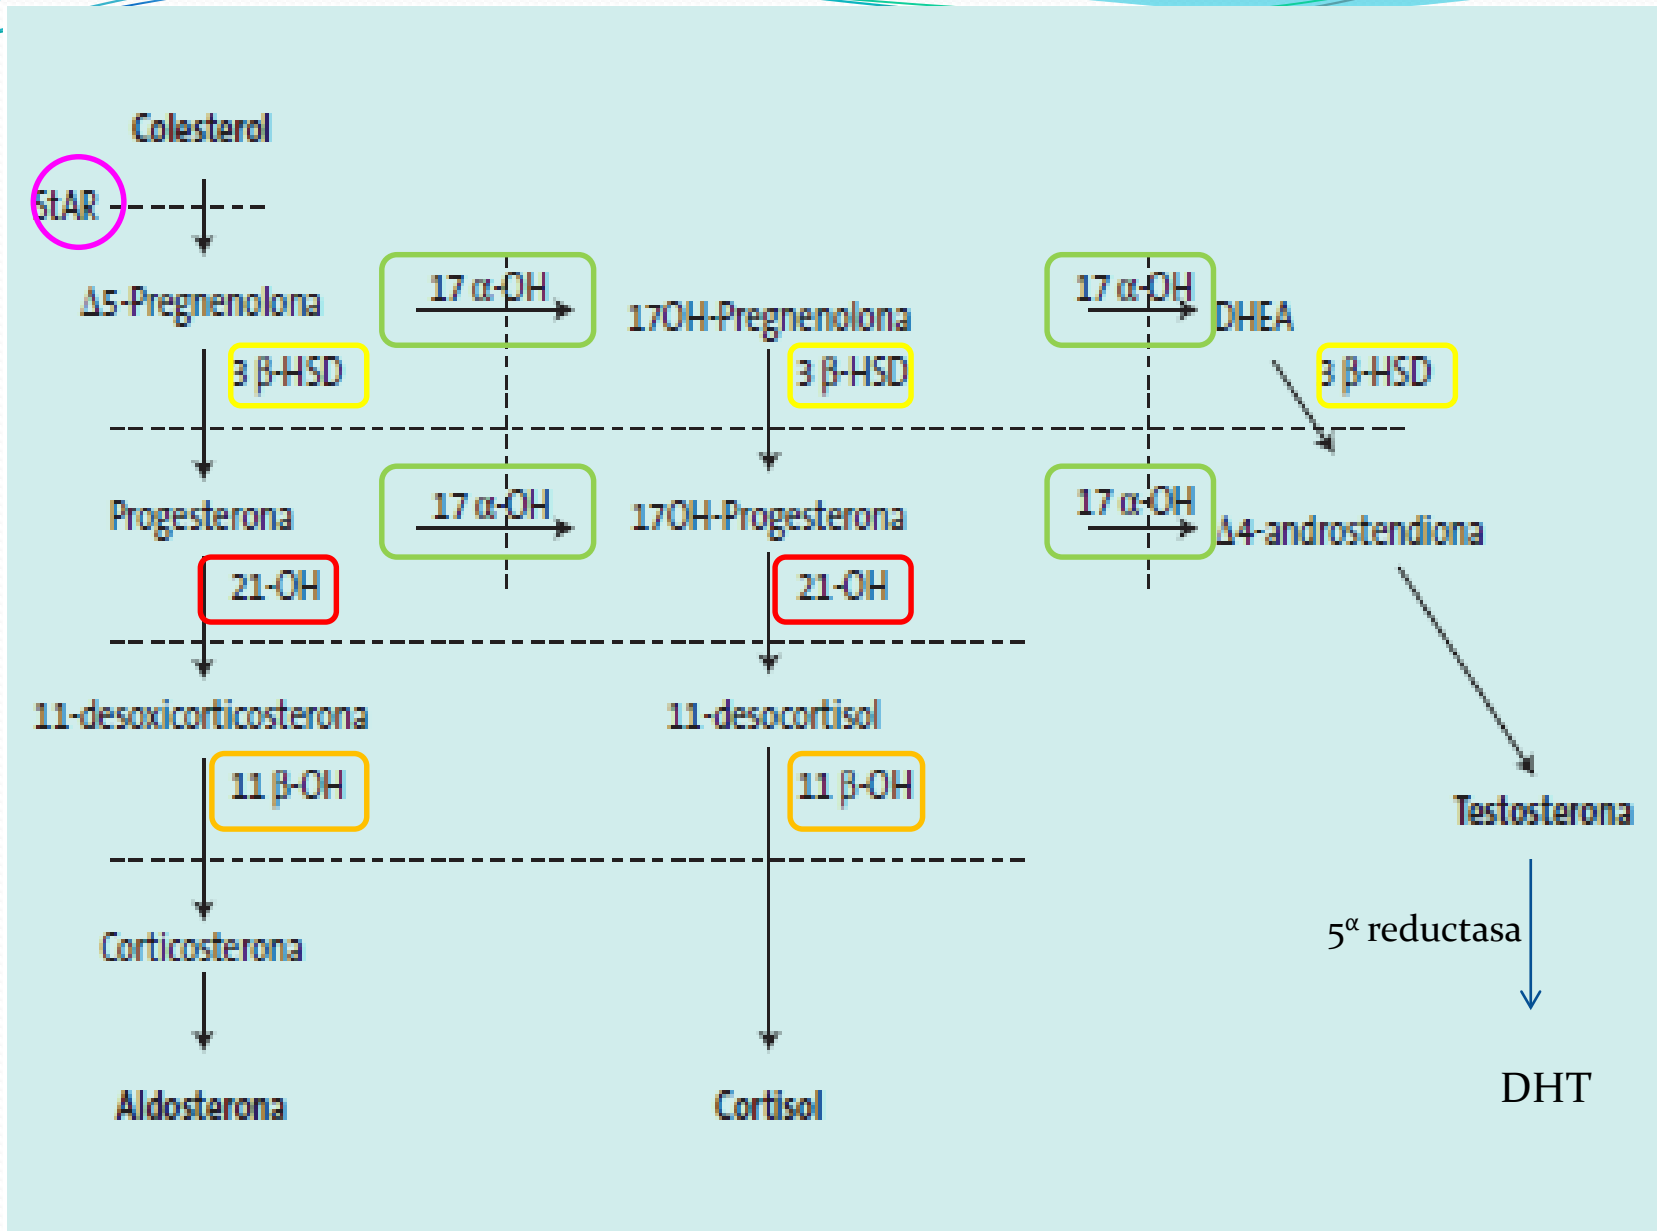 Colesterol
StAR
17 α-OH
17 α-OH
Δ5-Pregnenolona
17OH-Pregnenolona
DHEA
3 β-HSD
3 β-HSD
3 β-HSD
17 α-OH
17 α-OH
Progesterona
17OH-Progesterona
Δ4-androstendiona
21-OH
21-OH
11-desoxicorticosterona
11-desocortisol
11 β-OH
11 β-OH
Testosterona
Corticosterona
5α reductasa
Aldosterona
Cortisol
DHT